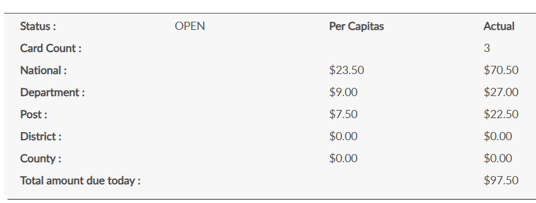 Status : OPEN Per Capitas Actual
Card Count : 3
National : $23.50 $70.50
Department : $9.00 $27.00
Post : $7.50 $22.50
District : $0.00 $0.00
County : $0.00 $0.00
Total amount due today : $97.50